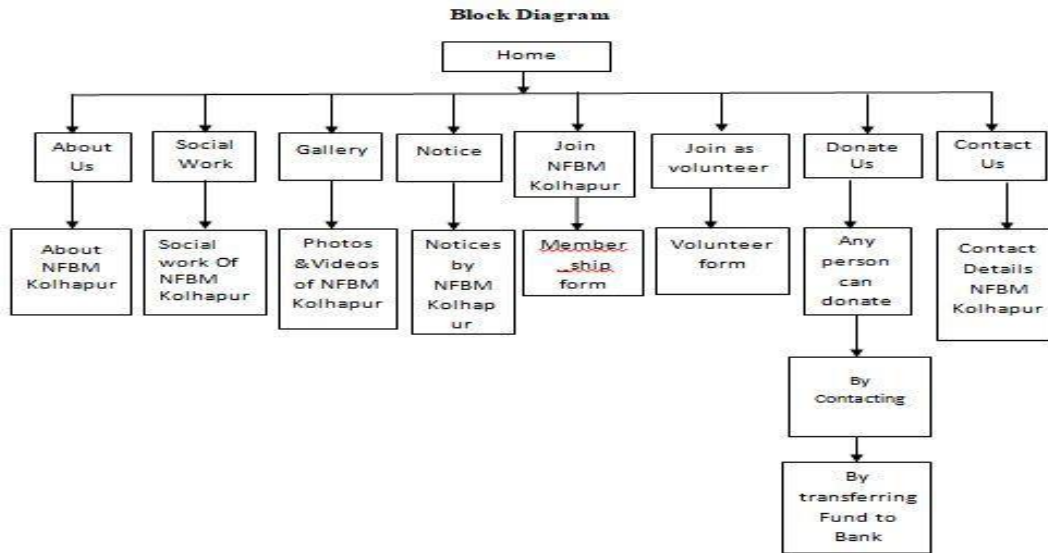 Block Diagram
Home
About
Us
Social
Work
Gallery
Notice
Join
NFBM
Kolhapur
Join as
volunteer
Donate
Us
Contact
Us
About
NFBM
Kolhapur
Social
work Of
NFBM
Kolhapur
Photos
&Videos
of NFBM
Kolhapur
Notices
by
NFBM
Kolhap
ur
Member
ship
form
Volunteer
form
Any
person
can
donate
Contact
Details
NFBM
Kolhapur
By
Contacting
By
transferring
Fund to
Bank